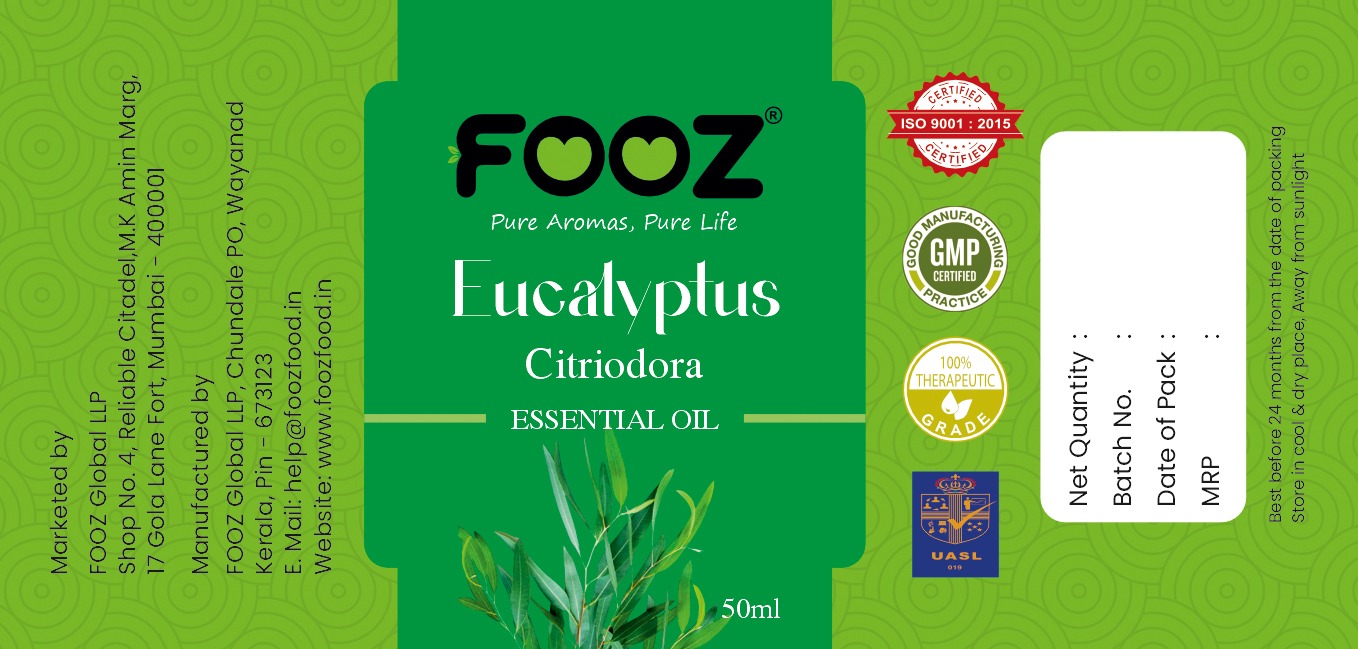 Marketed by
FOOZ Global LLP
Shop No. 4, Reliable Citadel,M.K Amin Marg,
17 Gola Lane Fort, Mumbai - 400001
Manufactured by
FOOZ Global LLP, Chundale PO, Wayanad
Kerala, Pin - 673123
E. Mail: help@foozfood.in
Website: www.foozfood.in
FOOZ®
Pure Aromas, Pure Life
Eucalyptus
Citriodora
ESSENTIAL OIL
50ml
CERTIFIED
ISO 9001 : 2015
CERTIFIED
GOOD MANUFACTURING
GMP
CERTIFIED
PRACTICE
100%
THERAPEUTIC
GRADE
UASL
019
Net Quantity :
Batch No. :
Date of Pack :
MRP :
Best before 24 months from the date of packing
Store in cool & dry place, Away from sunlight